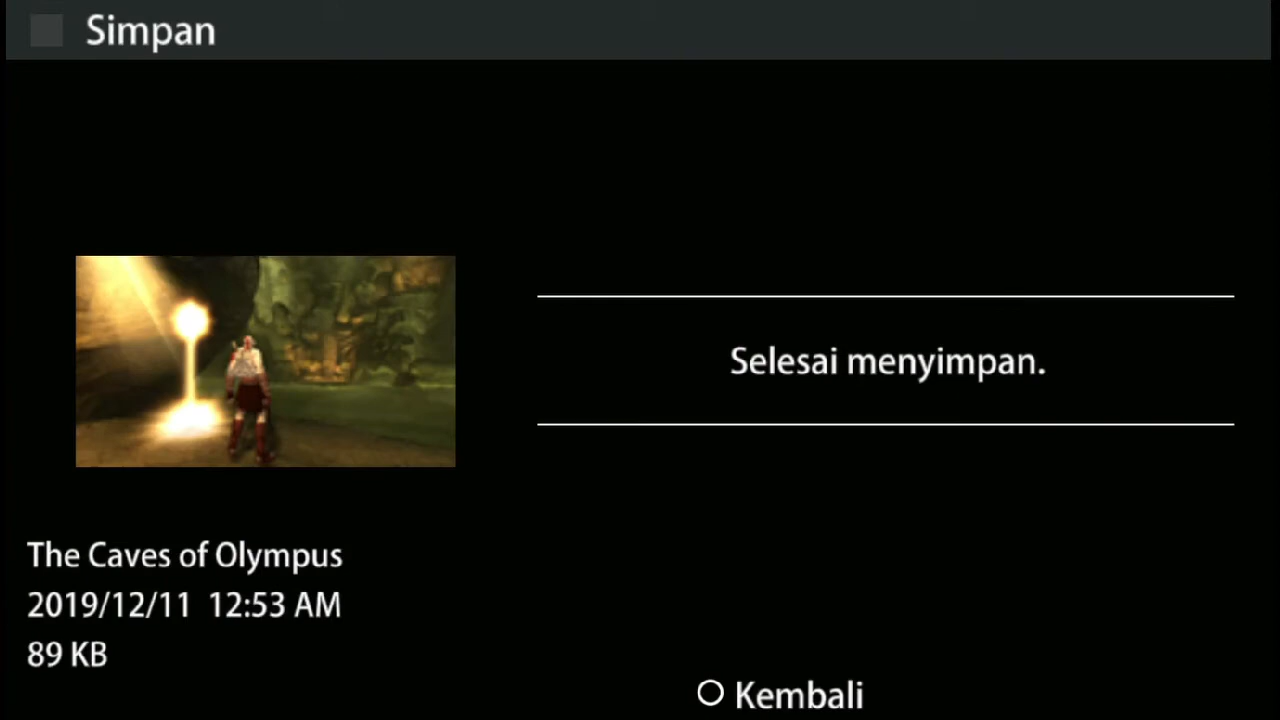 Simpan
Selesai menyimpan.
The Caves of Olympus
2019/12/11 12:53 AM
89 KB
Kembali